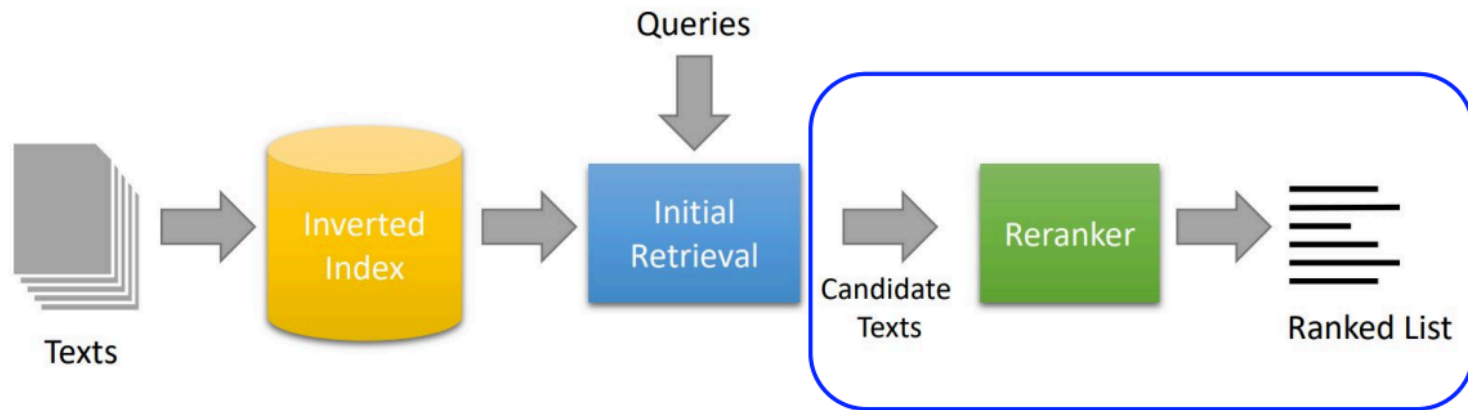 Queries
Inverted
Index
Initial
Retrieval
Reranker
Candidate
Texts
Texts
Ranked List